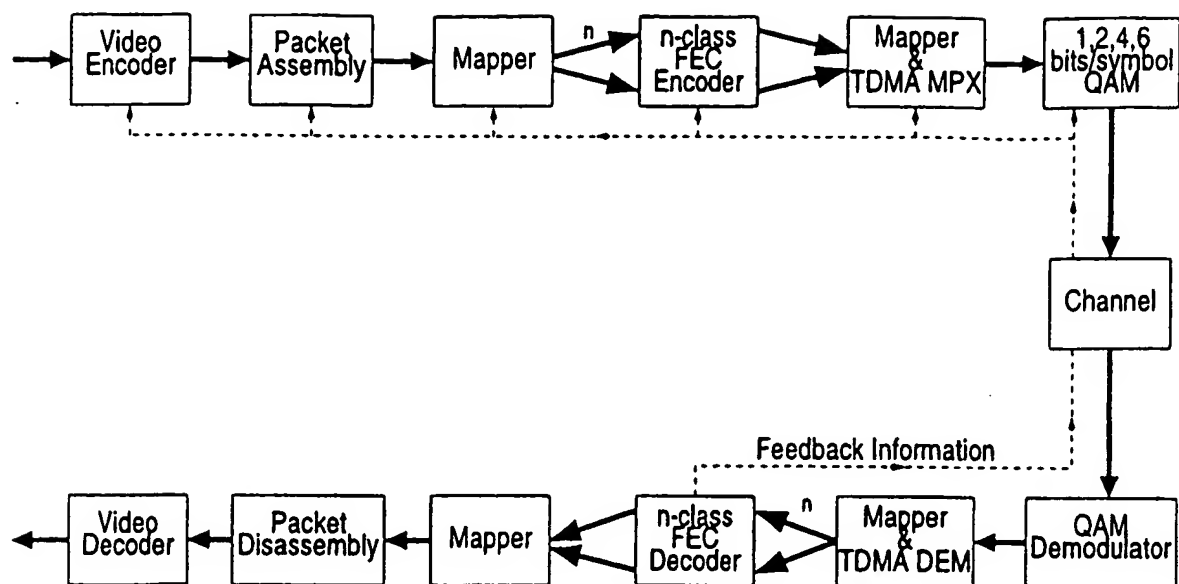 Video
Encoder
Packet
Assembly
Mapper
n
n-class
FEC
Encoder
Mapper
&
TDMA MPX
1,2,4,6
bits/symbol
QAM
Channel
Feedback Information
Video
Decoder
Packet
Disassembly
Mapper
n-class
FEC
Decoder
n
Mapper
&
TDMA DEM
QAM
Demodulator